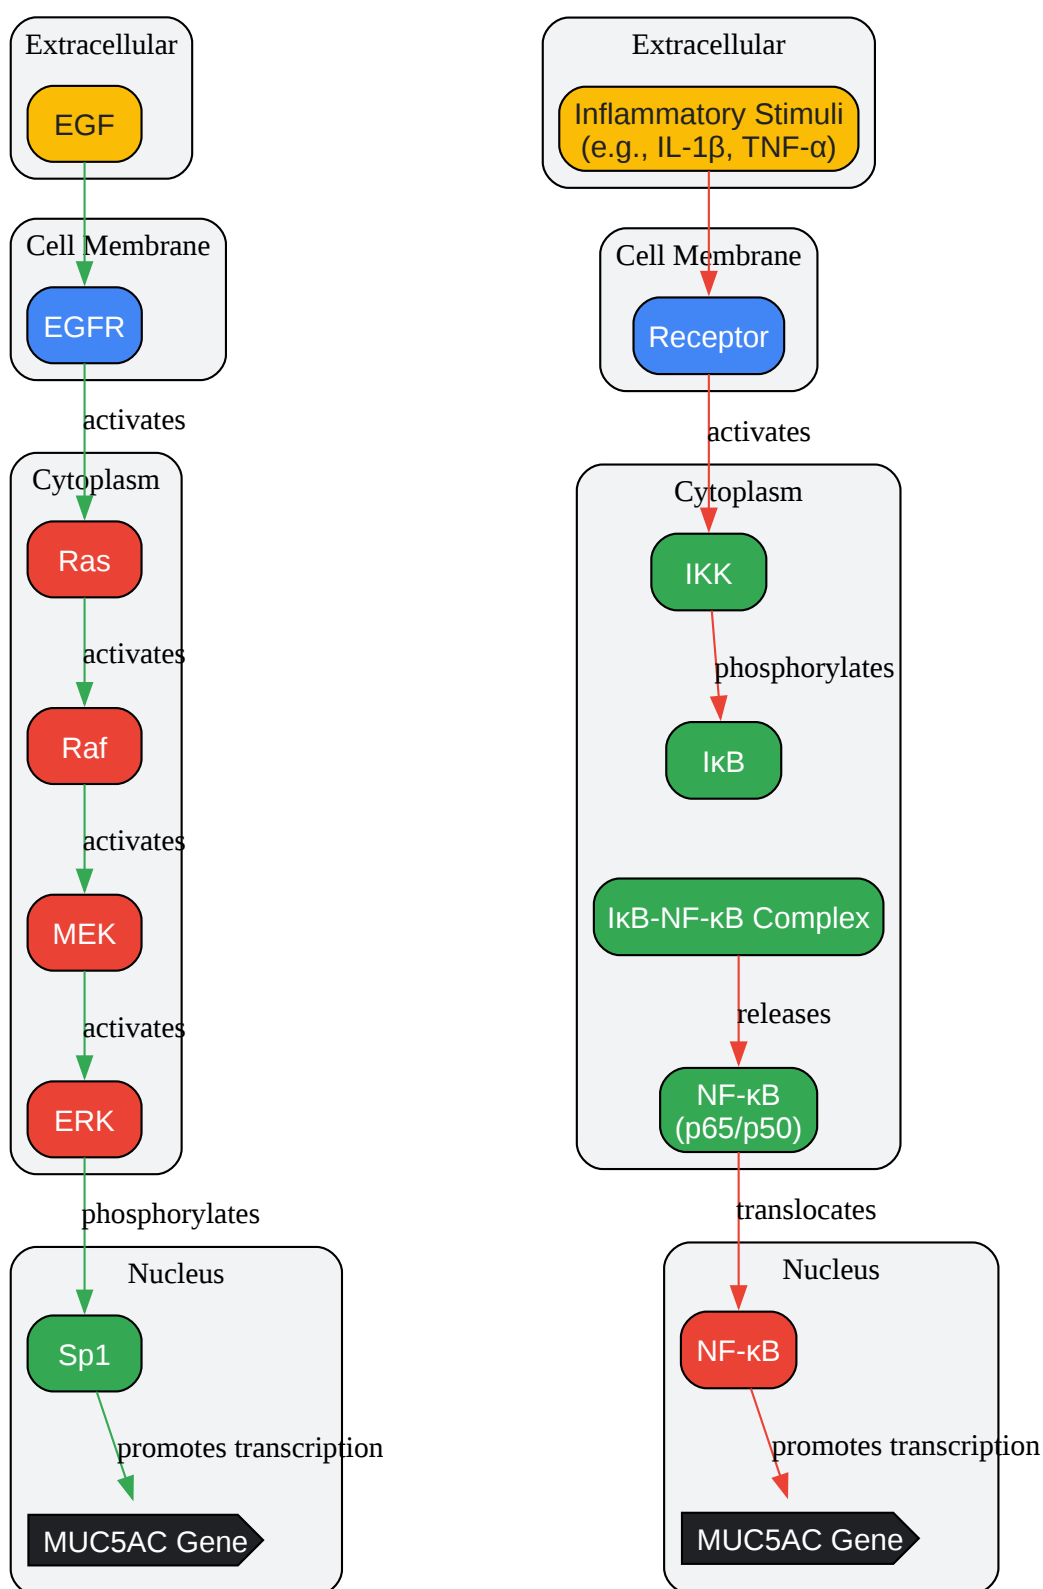 Extracellular
EGF
Cell Membrane
EGFR
activates
Cytoplasm
Ras
activates
Raf
activates
MEK
activates
ERK
phosphorylates
Nucleus
Sp1
promotes transcription
MUC5AC Gene
Extracellular
Inflammatory Stimuli
(e.g., IL-1β, TNF-α)
Cell Membrane
Receptor
activates
Cytoplasm
IKK
phosphorylates
IκB
IκB-NF-κB Complex
releases
NF-κB
(p65/p50)
translocates
Nucleus
NF-κB
promotes transcription
MUC5AC Gene